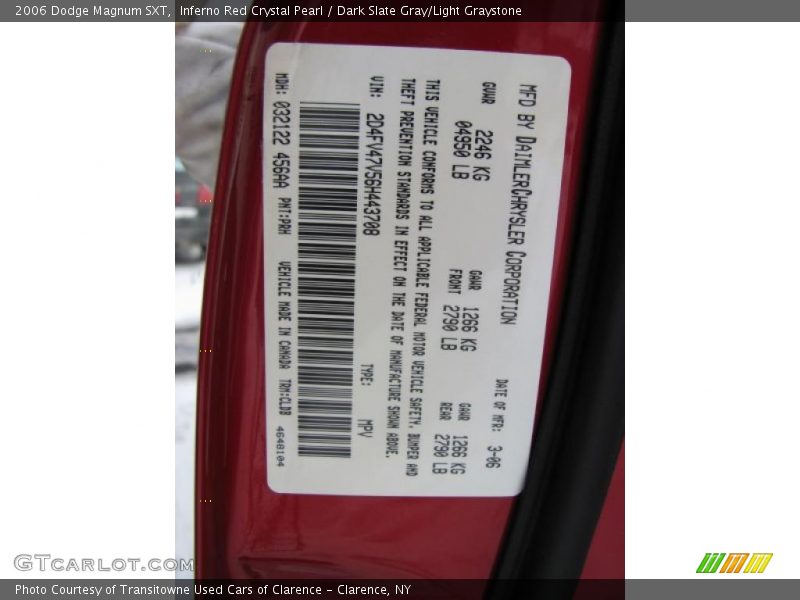 2006 Dodge Magnum SXT, Inferno Red Crystal Pearl / Dark Slate Gray/Light Graystone
MFD BY DAIMLERCHRYSLER CORPORATION
DATE OF MFR: 3-06
GVWR 2246 KG 04950 LB
GAWR FRONT 1266 KG 2790 LB
GAWR REAR 1266 KG 2790 LB
THIS VEHICLE CONFORMS TO ALL APPLICABLE FEDERAL MOTOR VEHICLE SAFETY, BUMPER AND
THEFT PREVENTION STANDARDS IN EFFECT ON THE DATE OF MANUFACTURE SHOWN ABOVE.
VIN: 2D4FV47V56H443708 TYPE: MPV
MDH: 032122 456AA PNT:PRH VEHICLE MADE IN CANADA TRM:CLDB
4648104
GTCARLOT.COM
Photo Courtesy of Transitowne Used Cars of Clarence - Clarence, NY